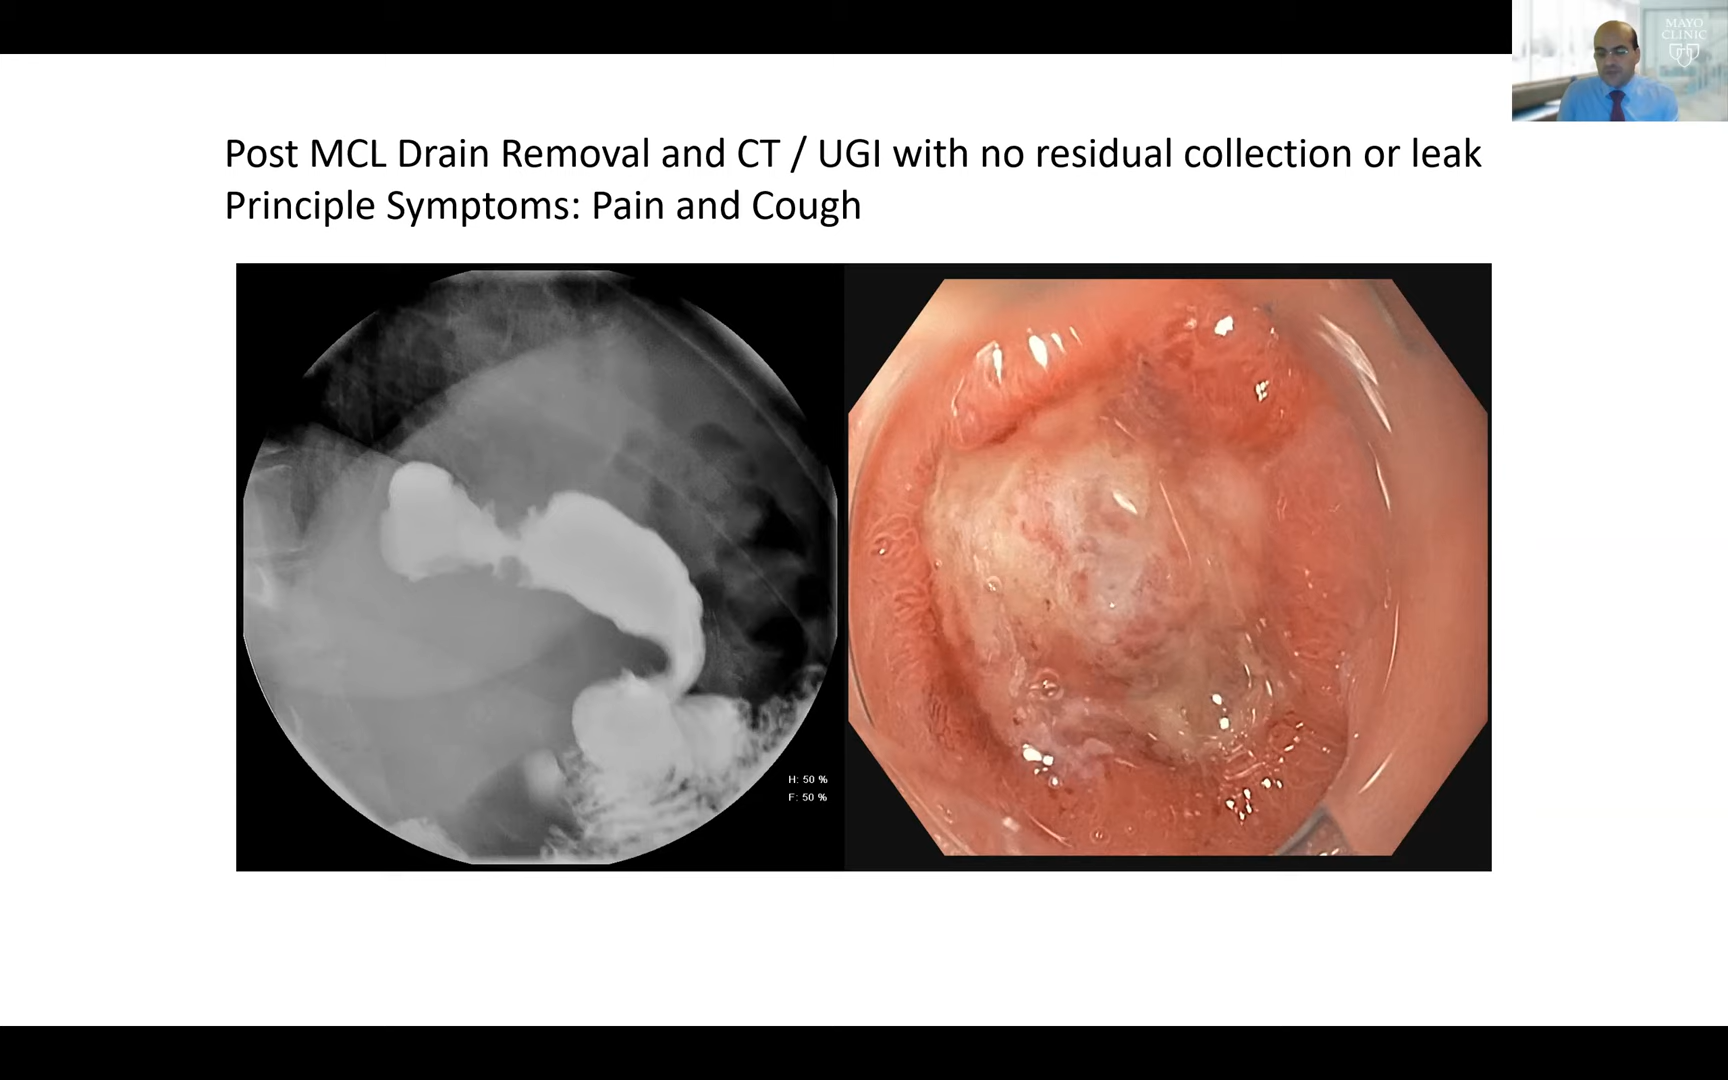 MAYO
CLINIC
Post MCL Drain Removal and CT / UGI with no residual collection or leak
Principle Symptoms: Pain and Cough
H: 50 %
F: 50 %